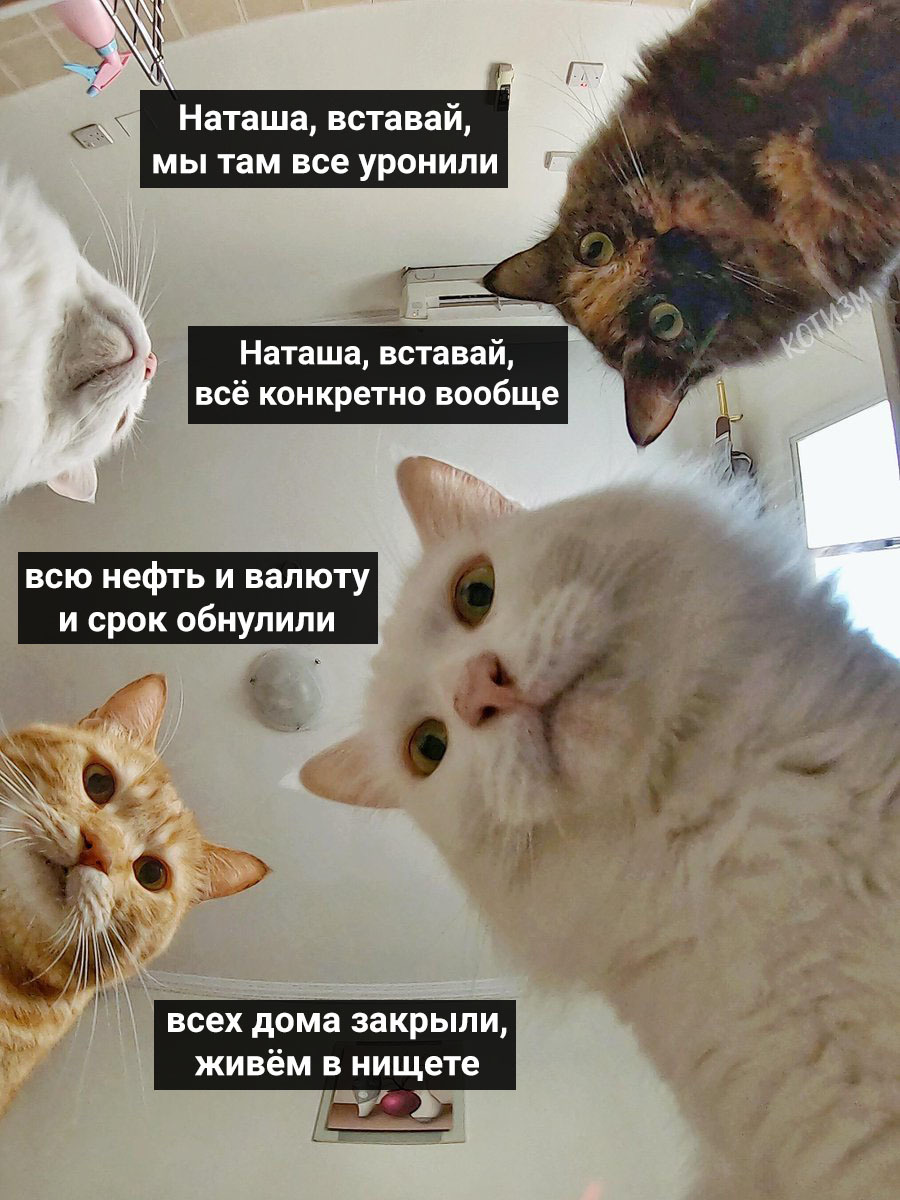 Наташа, вставай,
мы там все уронили
котизм
Наташа, вставай,
всё конкретно вообще
всю нефть и валюту
и срок обнулили
всех дома закрыли,
живём в нищете